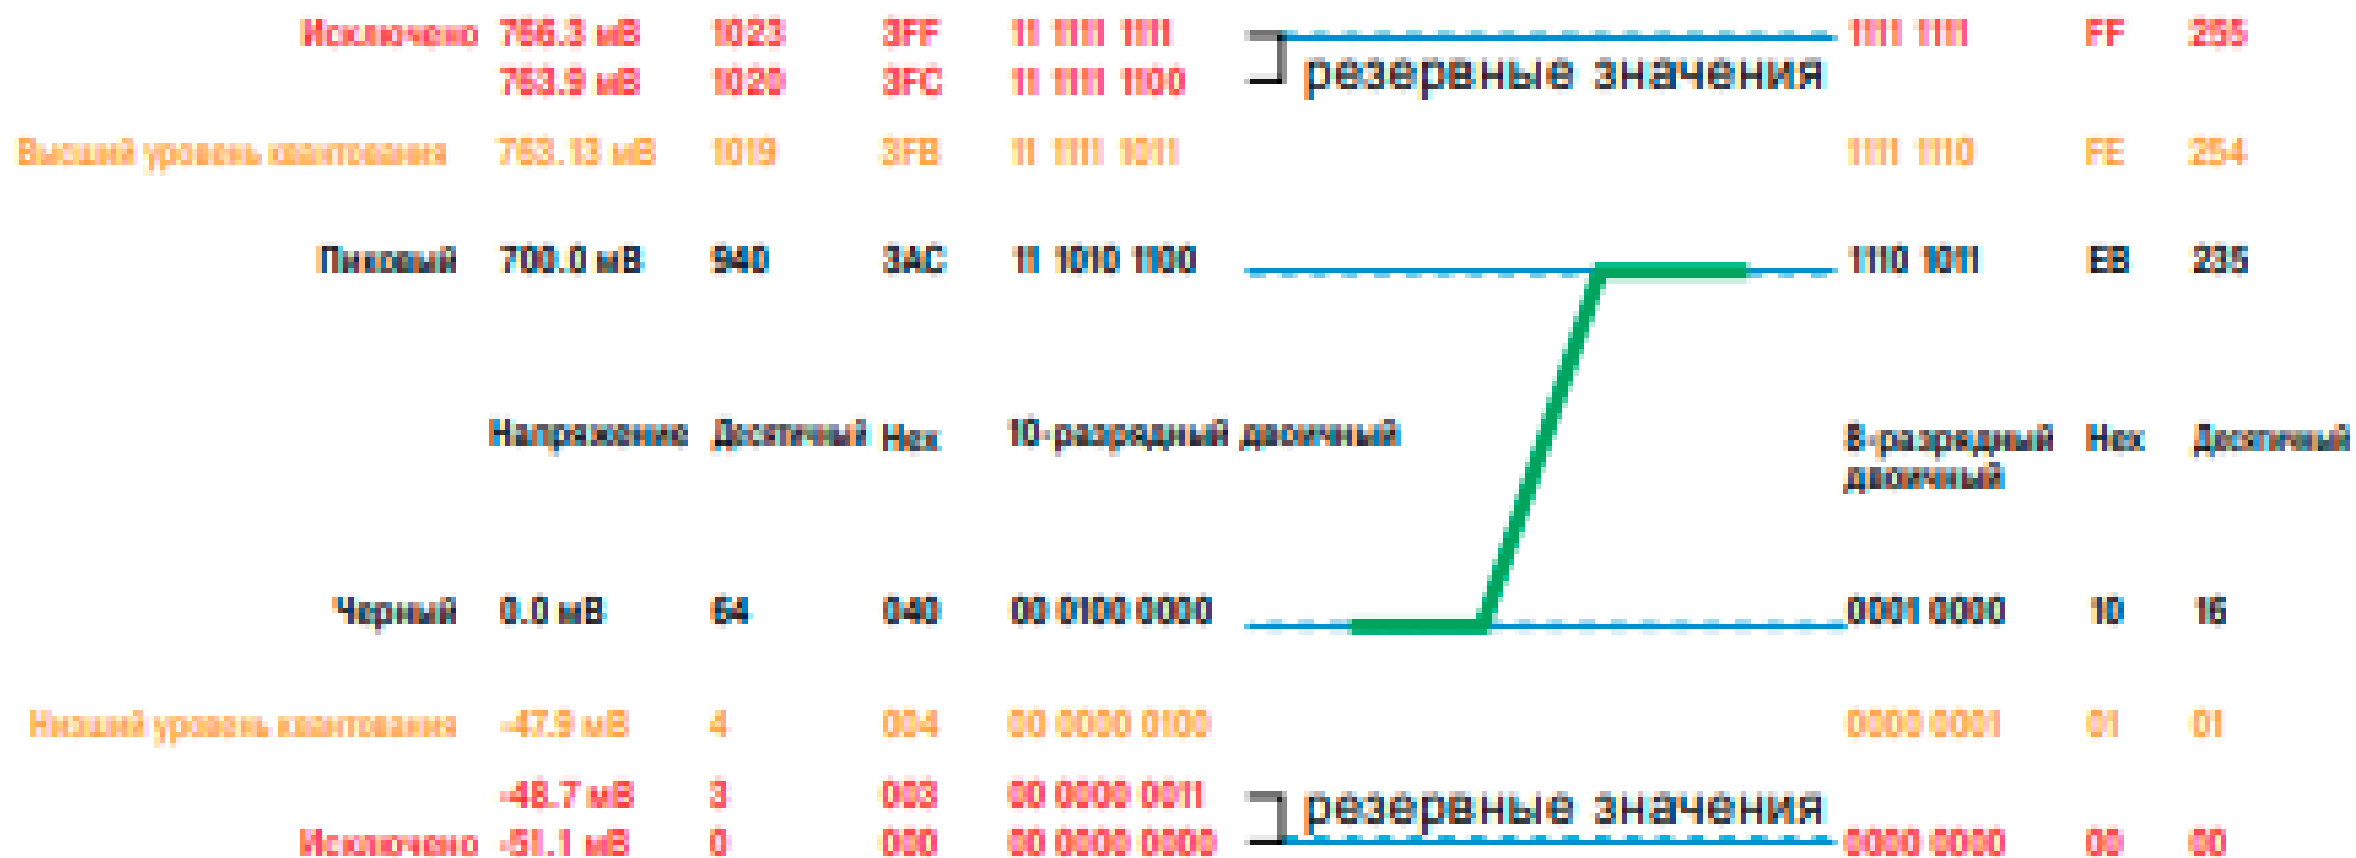 Исключено 766.3 мВ 1023 3FF 11 1111 1111 1111 1111 FF 255
763.9 мВ 1020 3FC 11 1111 1100 резервные значения
Высший уровень квантования 763.13 мВ 1019 3FB 11 1111 1011 1111 1110 FE 254
Пиковый 700.0 мВ 940 3AC 11 1010 1100 1110 1011 EB 235
Напряжение Десятичный Hex 10-разрядный двоичный 8-разрядный двоичный Hex Десятичный
Черный 0.0 мВ 64 040 00 0100 0000 0001 0000 10 16
Низший уровень квантования -47.9 мВ 4 004 00 0000 0100 0000 0001 01 01
-48.7 мВ 3 003 00 0000 0011 резервные значения
Исключено -51.1 мВ 0 000 00 0000 0000 0000 0000 00 00